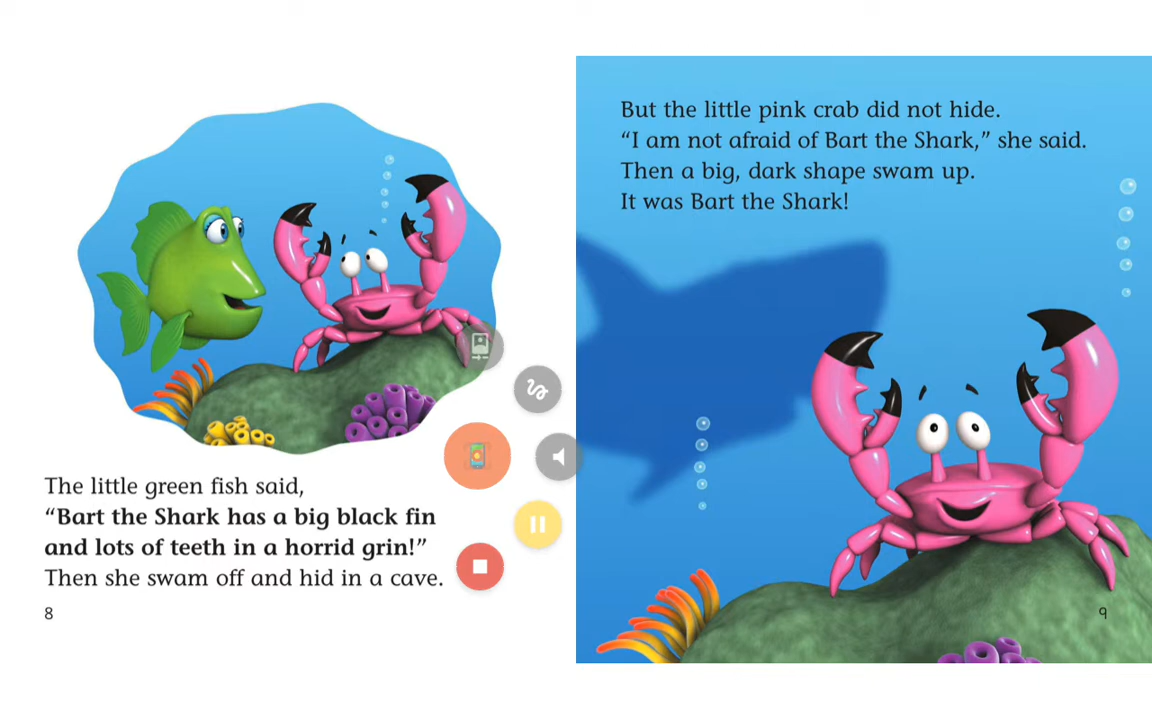 The little green fish said,
“Bart the Shark has a big black fin
and lots of teeth in a horrid grin!”
Then she swam off and hid in a cave.
8
But the little pink crab did not hide.
“I am not afraid of Bart the Shark,” she said.
Then a big, dark shape swam up.
It was Bart the Shark!
9